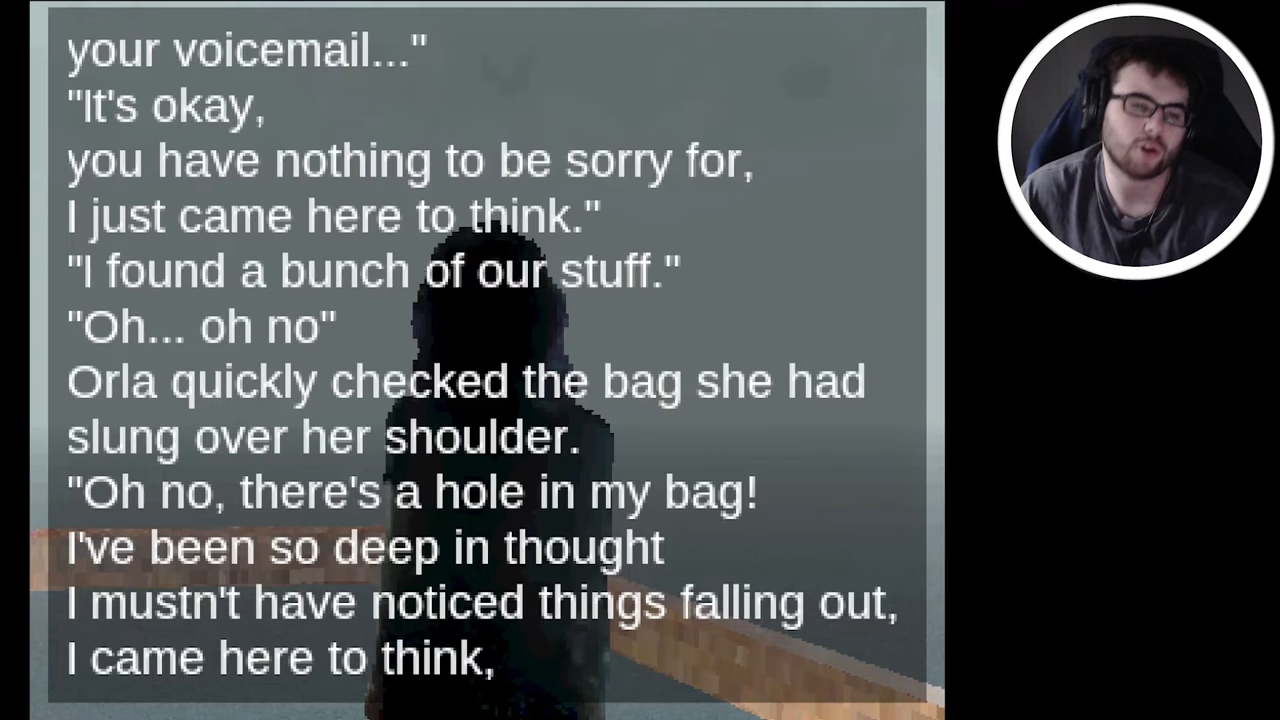 your voicemail..."
"It's okay,
you have nothing to be sorry for,
I just came here to think."
"I found a bunch of our stuff."
"Oh... oh no"
Orla quickly checked the bag she had
slung over her shoulder.
"Oh no, there's a hole in my bag!
I've been so deep in thought
I mustn't have noticed things falling out,
I came here to think,